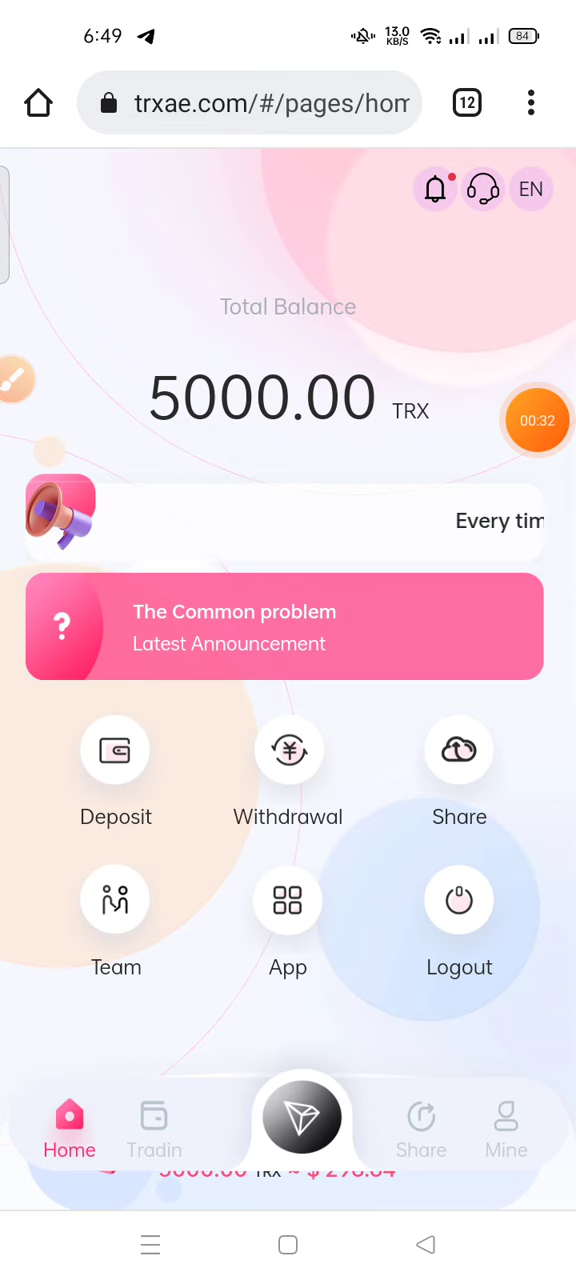 6:49
13.0
KB/S
84
trxae.com/#/pages/hom
12
EN
Total Balance
5000.00 TRX
00:32
Every tim
?
The Common problem
Latest Announcement
Deposit
Withdrawal
Share
Team
App
Logout
Home
Tradin
Share
Mine